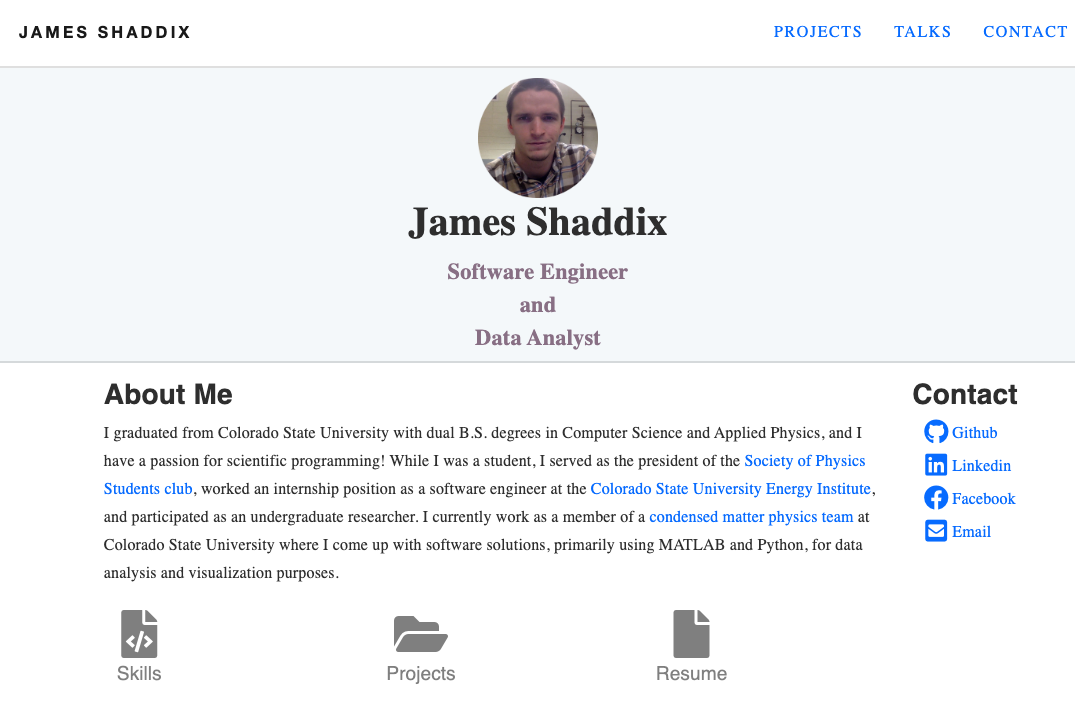 JAMES SHADDIX
PROJECTS TALKS CONTACT
James Shaddix
Software Engineer
and
Data Analyst
About Me
I graduated from Colorado State University with dual B.S. degrees in Computer Science and Applied Physics, and I
have a passion for scientific programming! While I was a student, I served as the president of the Society of Physics
Students club, worked an internship position as a software engineer at the Colorado State University Energy Institute,
and participated as an undergraduate researcher. I currently work as a member of a condensed matter physics team at
Colorado State University where I come up with software solutions, primarily using MATLAB and Python, for data
analysis and visualization purposes.
Skills
Projects
Resume
Contact
Github
Linkedin
Facebook
Email